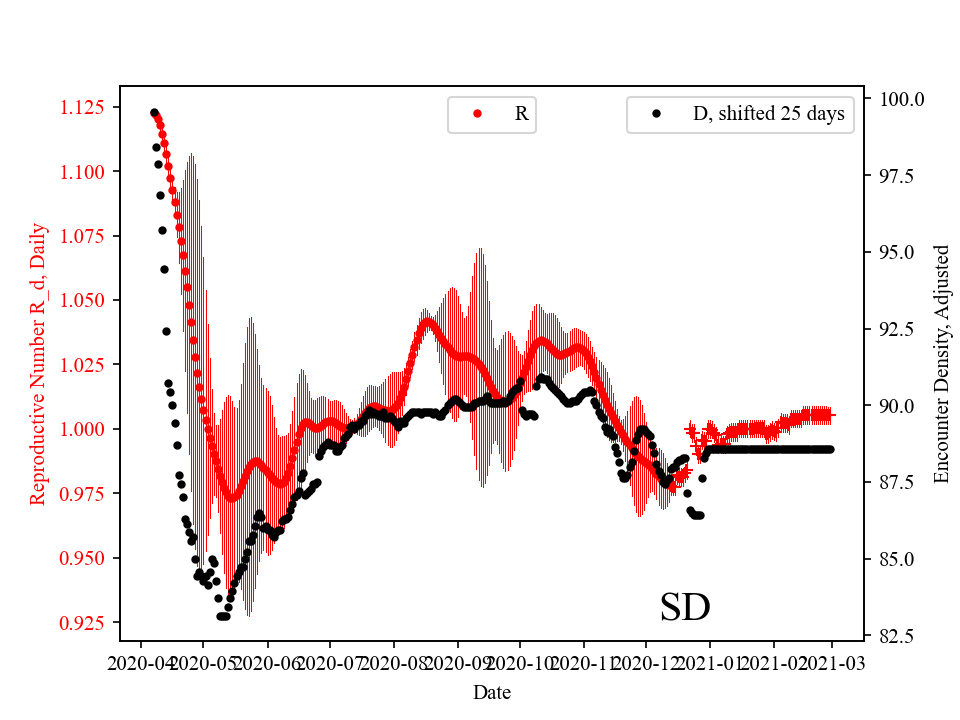 R
D, shifted 25 days
1.125
1.100
1.075
1.050
1.025
1.000
0.975
0.950
0.925
Reproductive Number R_d, Daily
100.0
97.5
95.0
92.5
90.0
87.5
85.0
82.5
Encounter Density, Adjusted
SD
2020-04 2020-05 2020-06 2020-07 2020-08 2020-09 2020-10 2020-11 2020-12 2021-01 2021-02 2021-03
Date